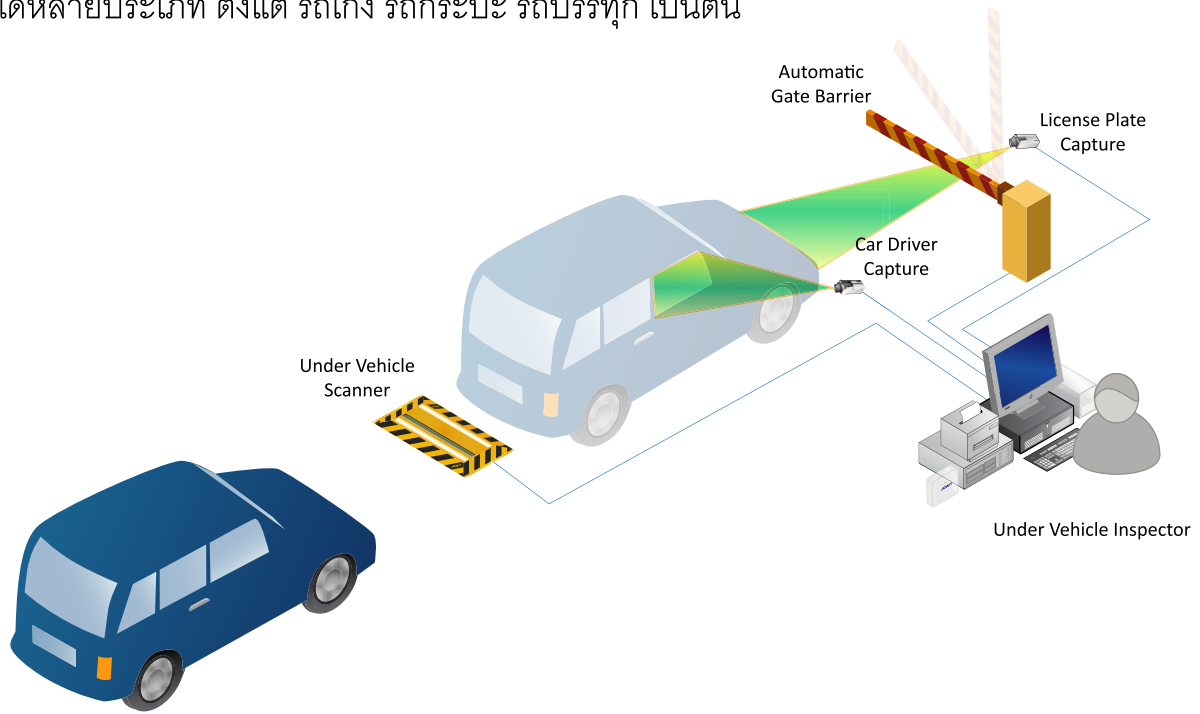 ได้หลายประเภท ตั้งแต่ รถเก๋ง รถกระบะ รถบรรทุก เป็นต้น
Automatic
Gate Barrier
License Plate
Capture
Car Driver
Capture
Under Vehicle
Scanner
Under Vehicle Inspector